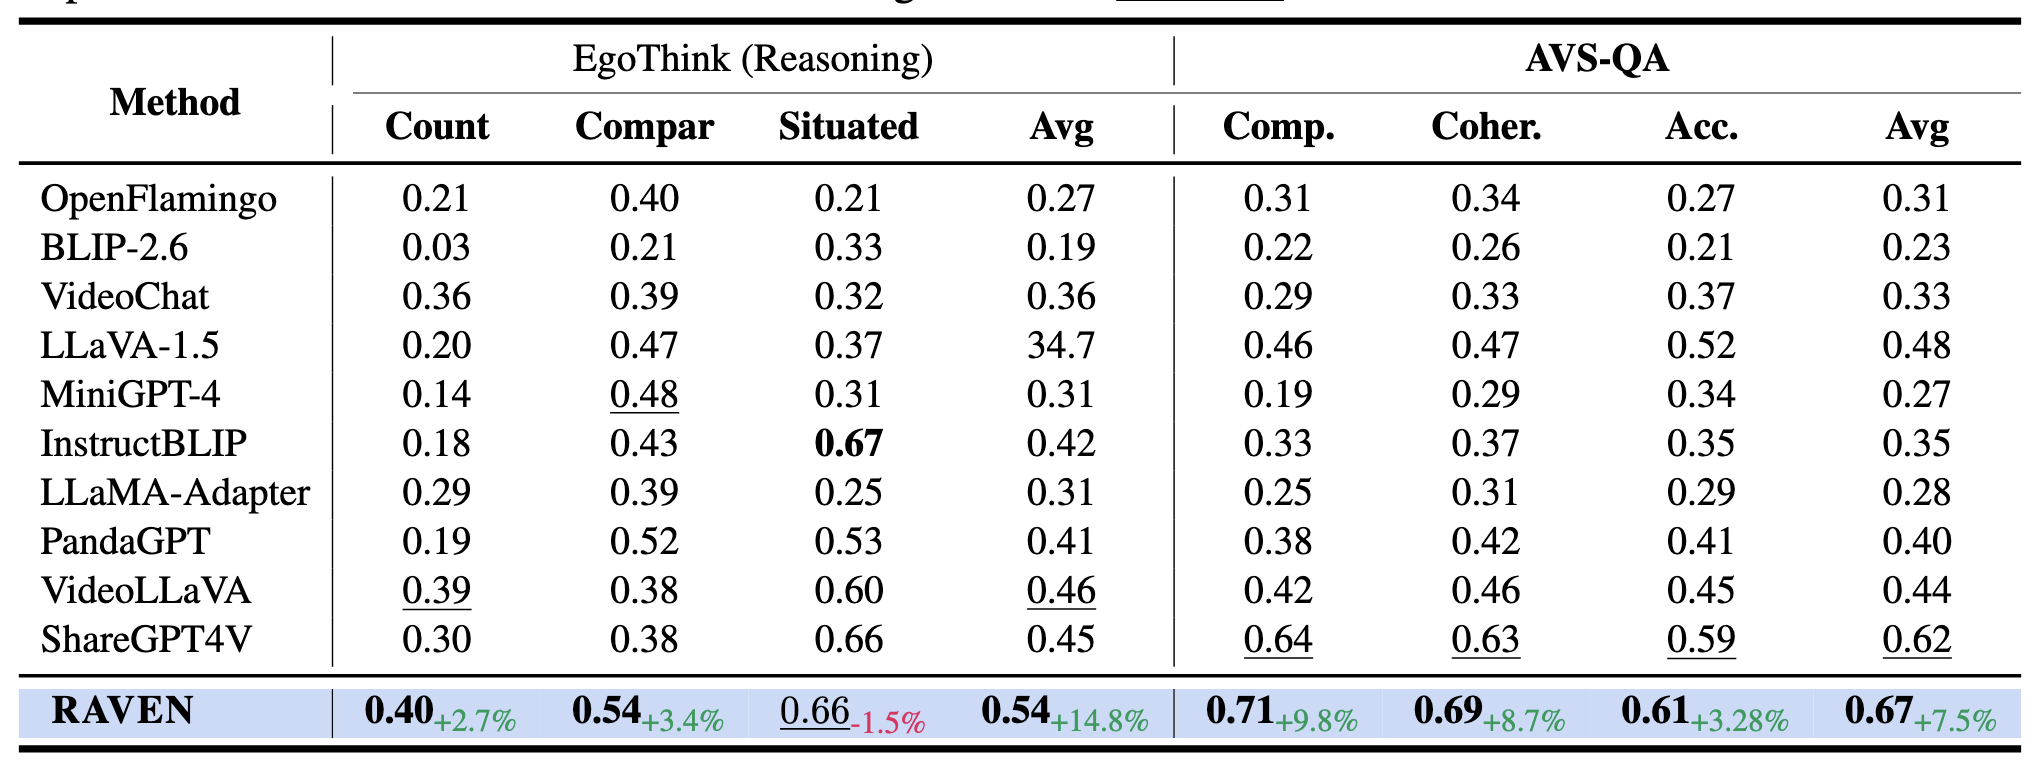 EgoThink (Reasoning) AVS-QA
Method
Count Compar Situated Avg Comp. Coher. Acc. Avg
OpenFlamingo 0.21 0.40 0.21 0.27 0.31 0.34 0.27 0.31
BLIP-2.6 0.03 0.21 0.33 0.19 0.22 0.26 0.21 0.23
VideoChat 0.36 0.39 0.32 0.36 0.29 0.33 0.37 0.33
LLaVA-1.5 0.20 0.47 0.37 34.7 0.46 0.47 0.52 0.48
MiniGPT-4 0.14 0.48 0.31 0.31 0.19 0.29 0.34 0.27
InstructBLIP 0.18 0.43 0.67 0.42 0.33 0.37 0.35 0.35
LLaMA-Adapter 0.29 0.39 0.25 0.31 0.25 0.31 0.29 0.28
PandaGPT 0.19 0.52 0.53 0.41 0.38 0.42 0.41 0.40
VideoLLaVA 0.39 0.38 0.60 0.46 0.42 0.46 0.45 0.44
ShareGPT4V 0.30 0.38 0.66 0.45 0.64 0.63 0.59 0.62
RAVEN 0.40+2.7% 0.54+3.4% 0.66-1.5% 0.54+14.8% 0.71+9.8% 0.69+8.7% 0.61+3.28% 0.67+7.5%